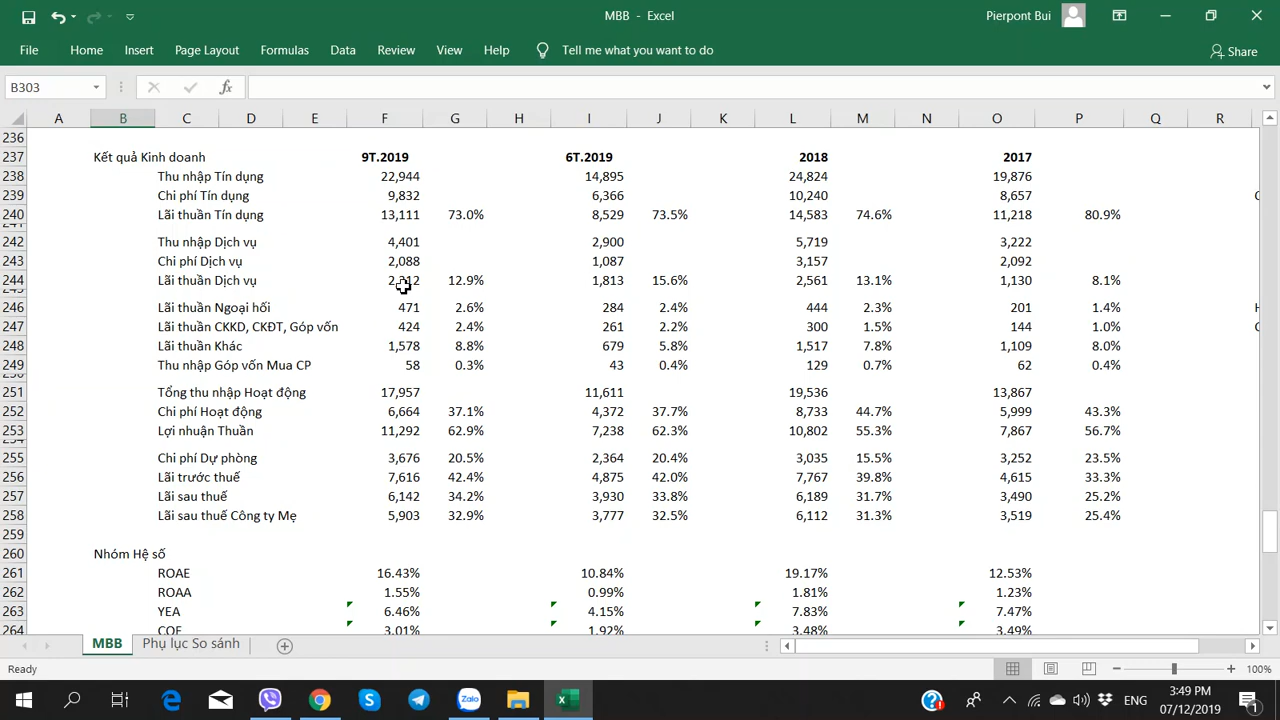 MBB - Excel
Pierpont Bui
File Home Insert Page Layout Formulas Data Review View Help Tell me what you want to do Share
B303 fx
A B C D E F G H I J K L M N O P Q R
236
237 Kết quả Kinh doanh 9T.2019 6T.2019 2018 2017
238 Thu nhập Tín dụng 22,944 14,895 24,824 19,876
239 Chi phí Tín dụng 9,832 6,366 10,240 8,657
240 Lãi thuần Tín dụng 13,111 73.0% 8,529 73.5% 14,583 74.6% 11,218 80.9%
242 Thu nhập Dịch vụ 4,401 2,900 5,719 3,222
243 Chi phí Dịch vụ 2,088 1,087 3,157 2,092
244 Lãi thuần Dịch vụ 12.9% 1,813 15.6% 2,561 13.1% 1,130 8.1%
246 Lãi thuần Ngoại hối 471 2.6% 284 2.4% 444 2.3% 201 1.4%
247 Lãi thuần CKKD, CKĐT, Góp vốn 424 2.4% 261 2.2% 300 1.5% 144 1.0%
248 Lãi thuần Khác 1,578 8.8% 679 5.8% 1,517 7.8% 1,109 8.0%
249 Thu nhập Góp vốn Mua CP 58 0.3% 43 0.4% 129 0.7% 62 0.4%
251 Tổng thu nhập Hoạt động 17,957 11,611 19,536 13,867
252 Chi phí Hoạt động 6,664 37.1% 4,372 37.7% 8,733 44.7% 5,999 43.3%
253 Lợi nhuận Thuần 11,292 62.9% 7,238 62.3% 10,802 55.3% 7,867 56.7%
255 Chi phí Dự phòng 3,676 20.5% 2,364 20.4% 3,035 15.5% 3,252 23.5%
256 Lãi trước thuế 7,616 42.4% 4,875 42.0% 7,767 39.8% 4,615 33.3%
257 Lãi sau thuế 6,142 34.2% 3,930 33.8% 6,189 31.7% 3,490 25.2%
258 Lãi sau thuế Công ty Mẹ 5,903 32.9% 3,777 32.5% 6,112 31.3% 3,519 25.4%
259
260 Nhóm Hệ số
261 ROAE 16.43% 10.84% 19.17% 12.53%
262 ROAA 1.55% 0.99% 1.81% 1.23%
263 YEA 6.46% 4.15% 7.83% 7.47%
264 COF 3.01% 1.92% 3.48% 3.49%
MBB Phụ lục So sánh
Ready 100%
ENG 3:49 PM
07/12/2019